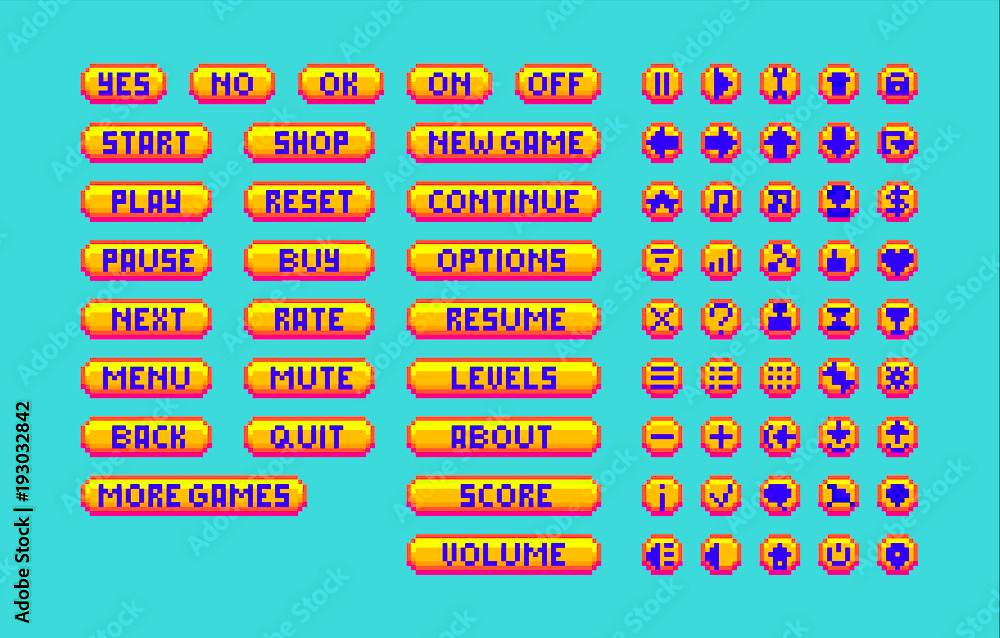 YES NO OK ON OFF
START SHOP NEW GAME
PLAY RESET CONTINUE
PAUSE BUY OPTIONS
NEXT RATE RESUME
MENU MUTE LEVELS
BACK QUIT ABOUT
MORE GAMES SCORE
VOLUME
Adobe Stock | #193032842